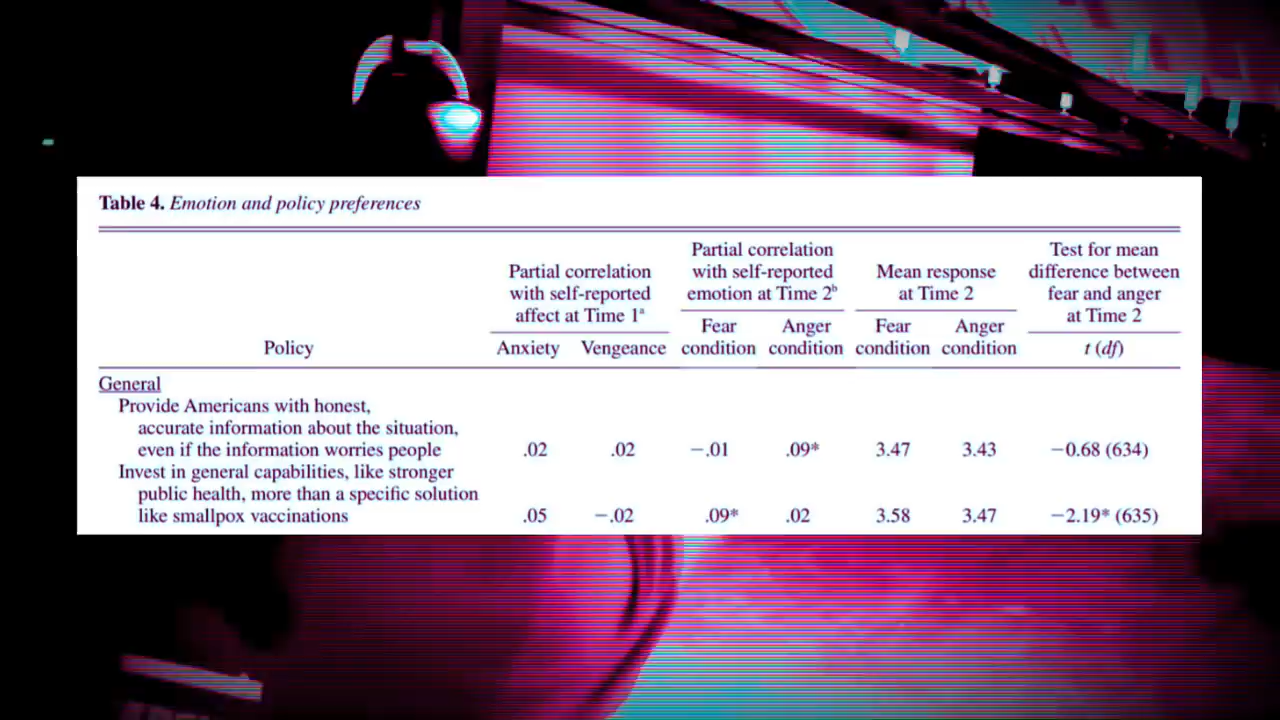 Table 4. Emotion and policy preferences
Partial correlation with self-reported affect at Time 1ᵃ
Partial correlation with self-reported emotion at Time 2ᵇ
Mean response at Time 2
Test for mean difference between fear and anger at Time 2
Policy Anxiety Vengeance Fear condition Anger condition Fear condition Anger condition t (df)
General
Provide Americans with honest,
accurate information about the situation,
even if the information worries people .02 .02 −.01 .09* 3.47 3.43 −0.68 (634)
Invest in general capabilities, like stronger
public health, more than a specific solution
like smallpox vaccinations .05 −.02 .09* .02 3.58 3.47 −2.19* (635)